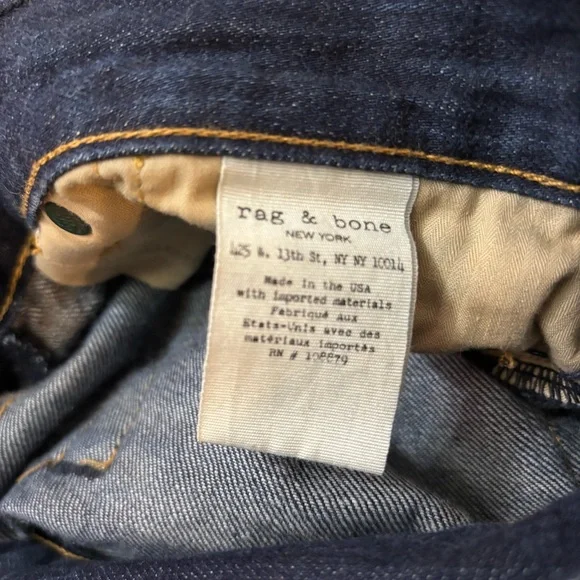 rag & bone
NEW YORK
425 W. 13th St, NY NY 10014
Made in the USA
with imported materials
Fabriqué aux
États-Unis avec des
matériaux importés
RN # 108879